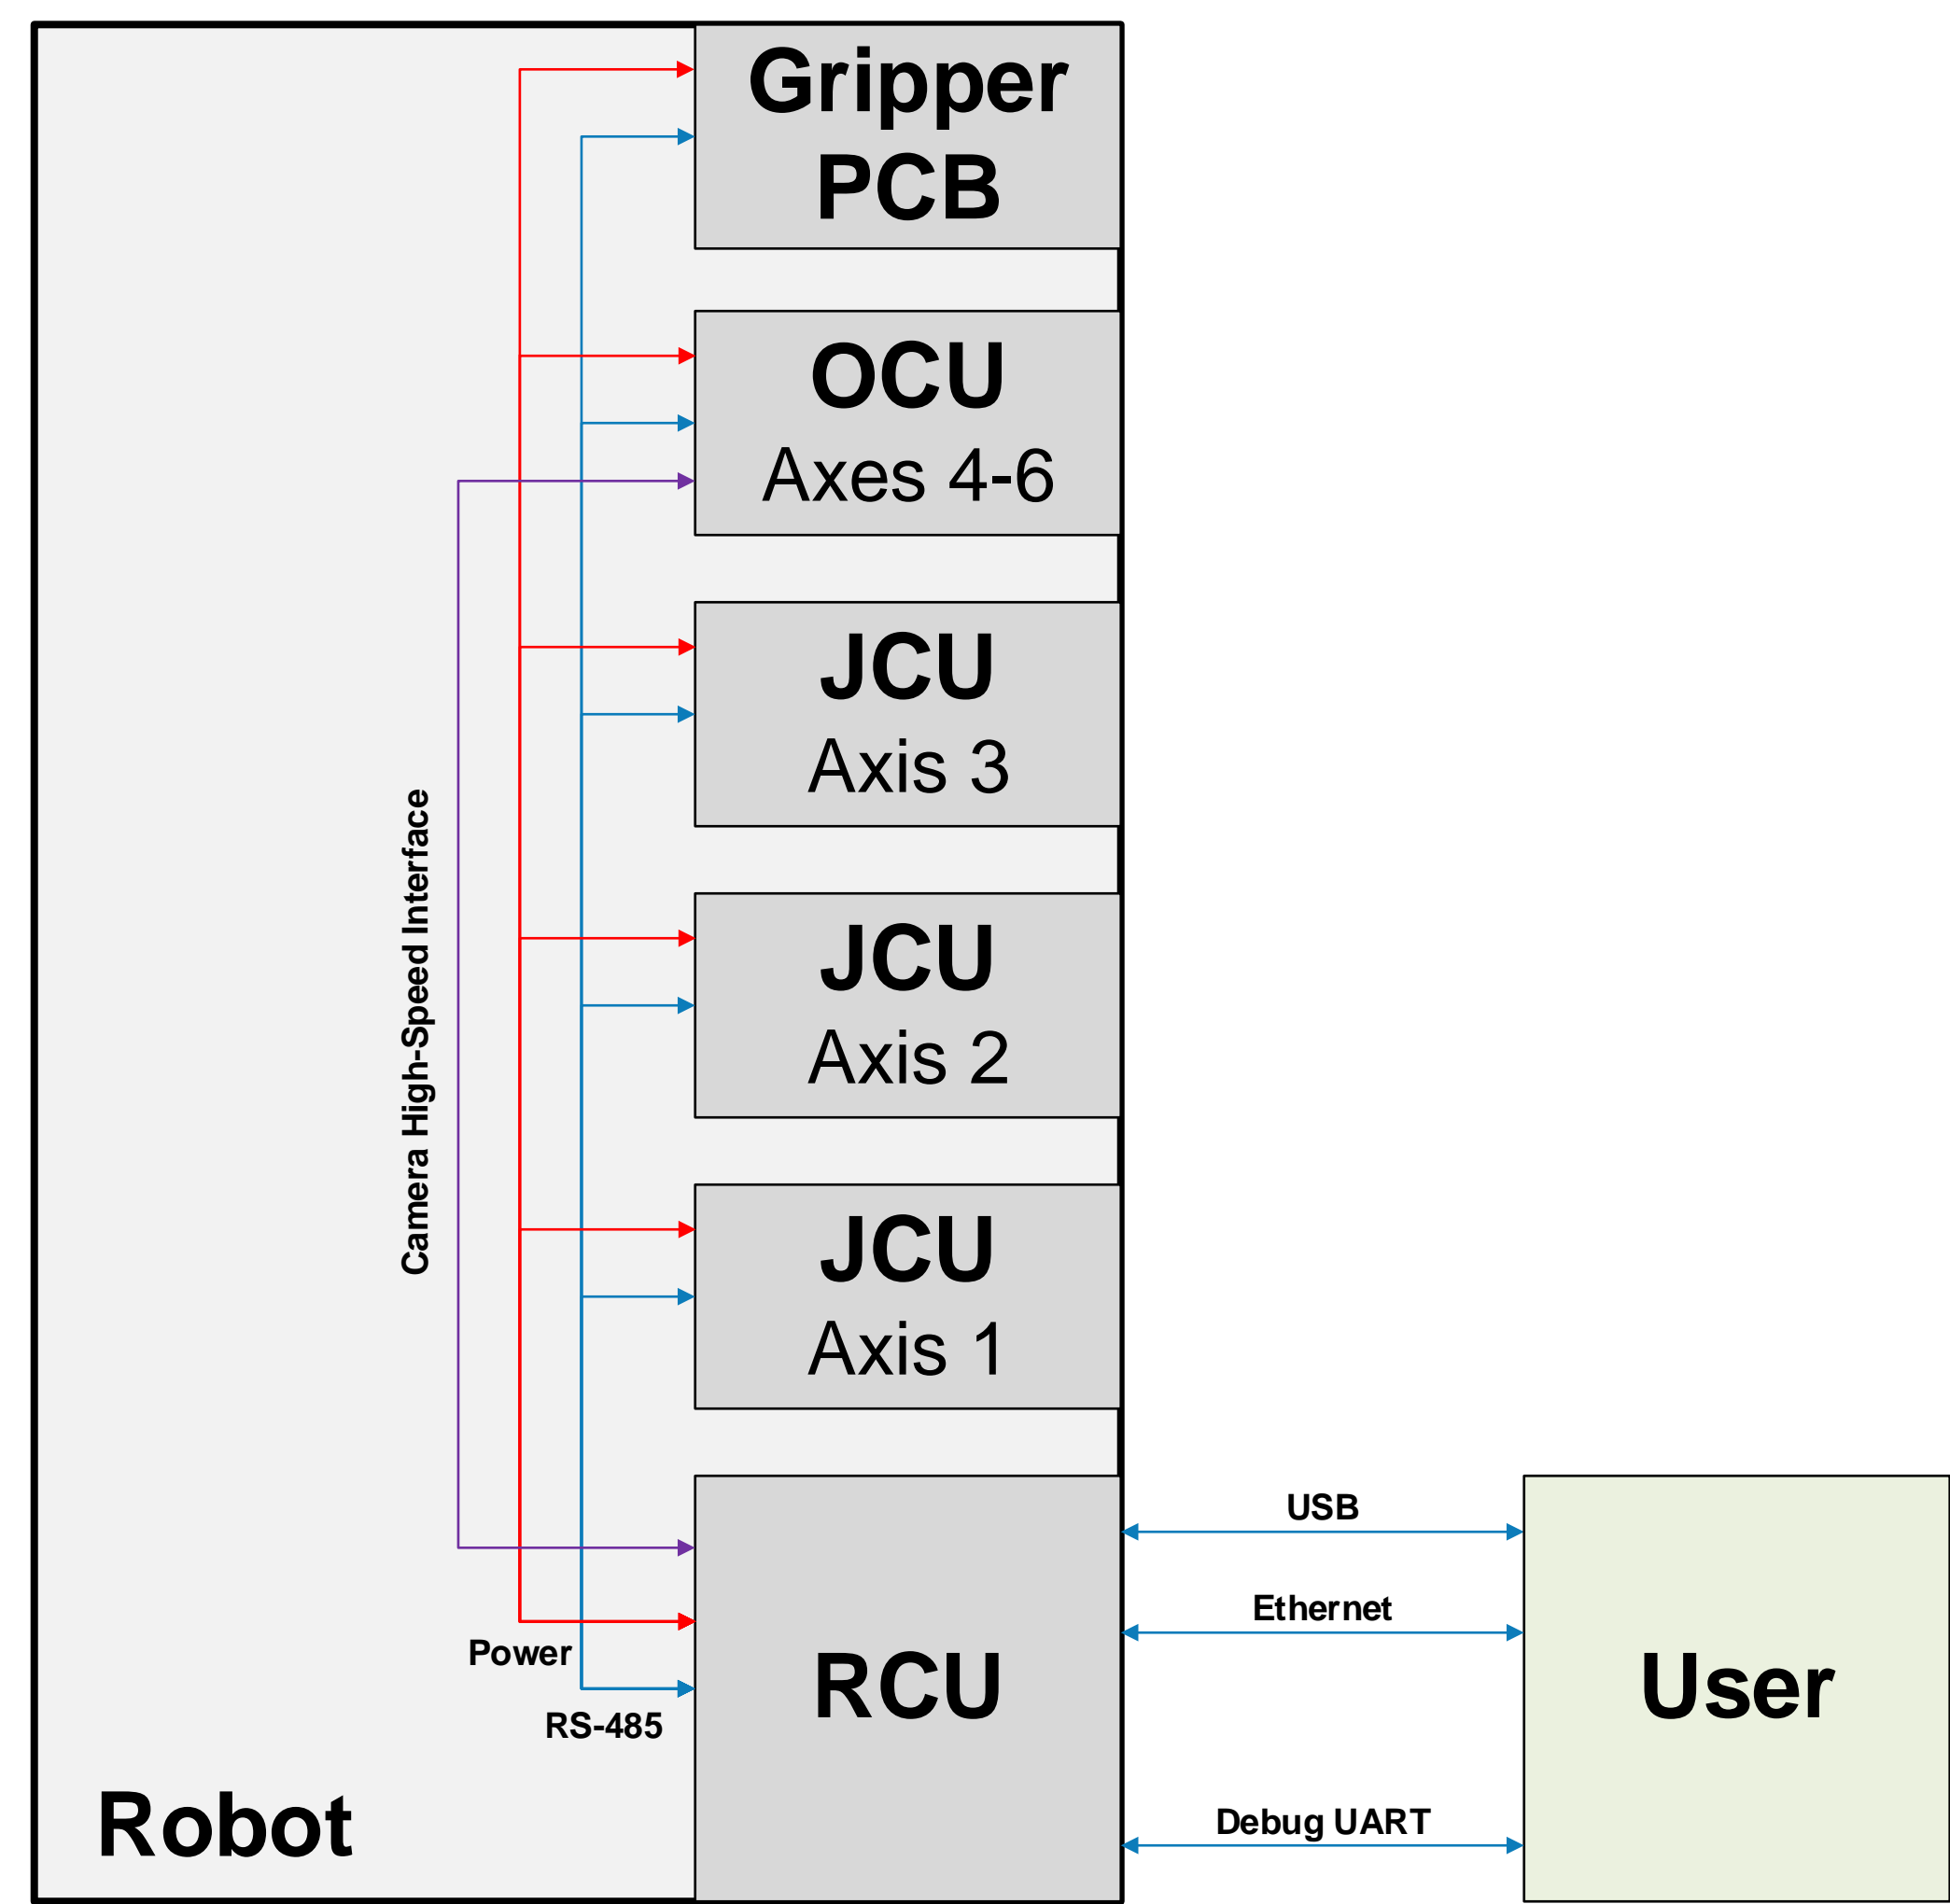 Gripper
PCB
OCU
Axes 4-6
JCU
Axis 3
JCU
Axis 2
JCU
Axis 1
Camera High-Speed Interface
Power
RS-485
RCU
Robot
USB
Ethernet
Debug UART
User